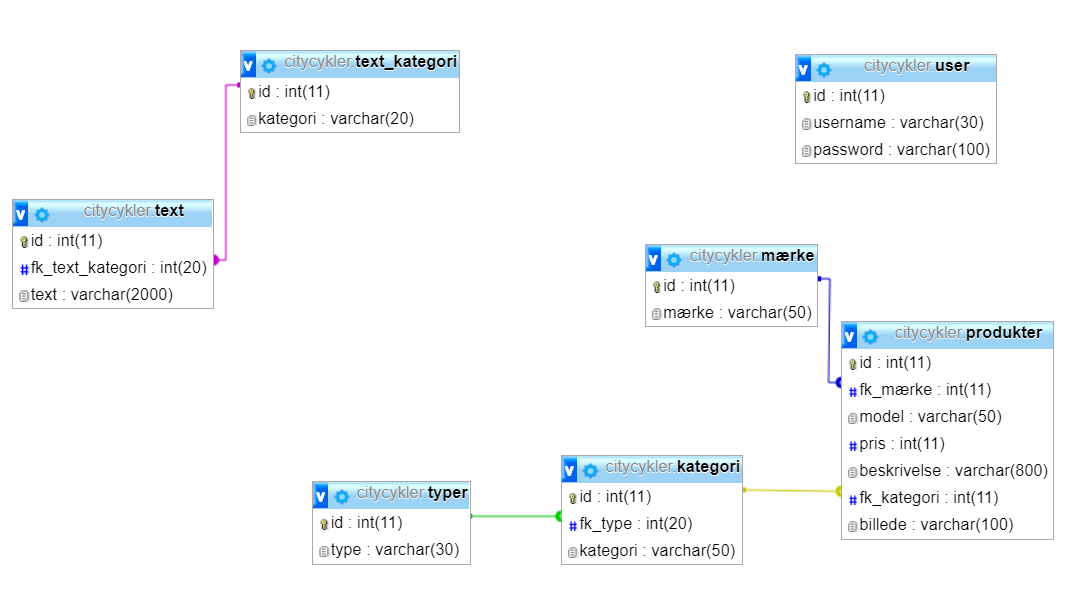 v citycykler.text_kategori
id : int(11)
kategori : varchar(20)
v citycykler.user
id : int(11)
username : varchar(30)
password : varchar(100)
v citycykler.text
id : int(11)
#fk_text_kategori : int(20)
text : varchar(2000)
v citycykler.mærke
id : int(11)
mærke : varchar(50)
v citycykler.produkter
id : int(11)
#fk_mærke : int(11)
model : varchar(50)
#pris : int(11)
beskrivelse : varchar(800)
#fk_kategori : int(11)
billede : varchar(100)
v citycykler.typer
id : int(11)
type : varchar(30)
v citycykler.kategori
id : int(11)
#fk_type : int(20)
kategori : varchar(50)